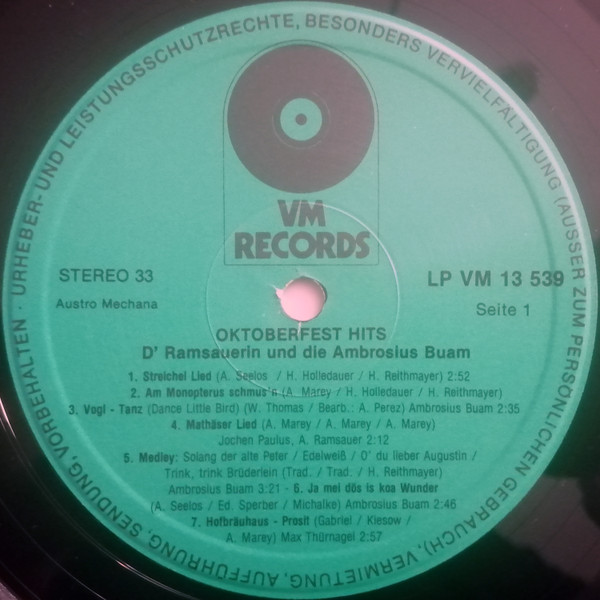 URHEBER- UND LEISTUNGSSCHUTZRECHTE, BESONDERS VERVIELFÄLTIGUNG (AUSSER ZUM PERSÖNLICHEN GEBRAUCH), VERMIETUNG, AUFFÜHRUNG, SENDUNG, VORBEHALTEN ·
VM
RECORDS
STEREO 33
LP VM 13 539
Austro Mechana
Seite 1
OKTOBERFEST HITS
D' Ramsauerin und die Ambrosius Buam
1. Streichel Lied (A. Seelos / H. Holledauer / H. Reithmayer) 2:52
2. Am Monopterus schmus'n (A. Marey / H. Holledauer / H. Reithmayer)
3. Vogl - Tanz (Dance Little Bird) (W. Thomas / Bearb.: A. Perez) Ambrosius Buam 2:35
4. Mathäser Lied (A. Marey / A. Marey / A. Marey)
Jochen Paulus, A. Ramsauer 2:12
5. Medley: Solang der alte Peter / Edelweiß / O' du lieber Augustin /
Trink, trink Brüderlein (Trad. / Trad. / H. Reithmayer)
Ambrosius Buam 3:21 - 6. Ja mei dös is koa Wunder
(A. Seelos / Ed. Sperber / Michalke) Ambrosius Buam 2:46
7. Hofbräuhaus - Prosit (Gabriel / Kiesow /
A. Marey) Max Thürnagel 2:57